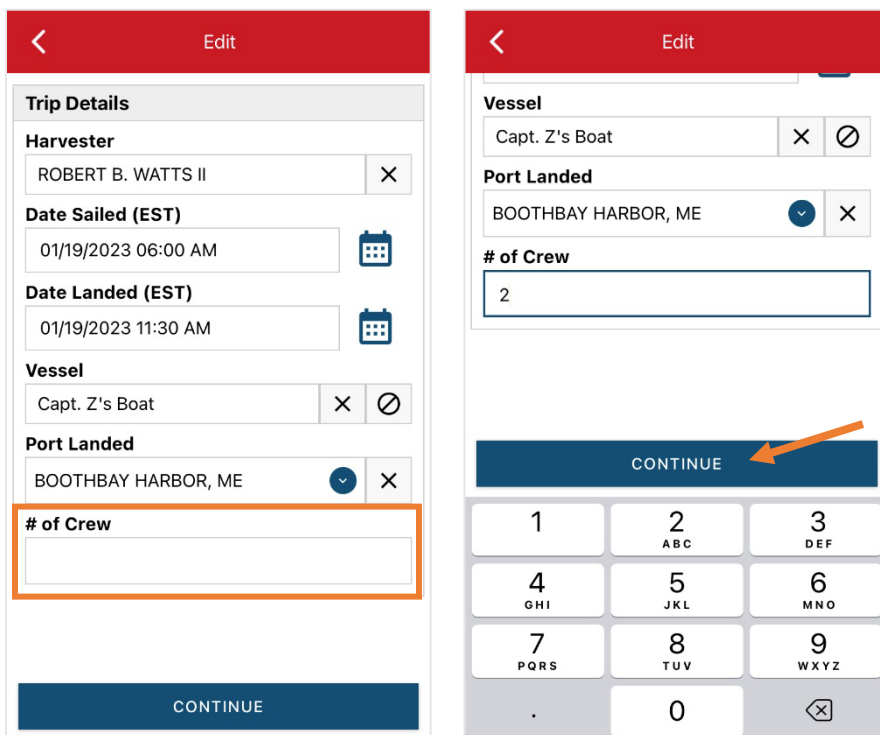 Edit
Trip Details
Harvester
ROBERT B. WATTS II
Date Sailed (EST)
01/19/2023 06:00 AM
Date Landed (EST)
01/19/2023 11:30 AM
Vessel
Capt. Z's Boat
Port Landed
BOOTHBAY HARBOR, ME
# of Crew
CONTINUE
Edit
Vessel
Capt. Z's Boat
Port Landed
BOOTHBAY HARBOR, ME
# of Crew
2
CONTINUE
1 2 3
ABC DEF
4 5 6
GHI JKL MNO
7 8 9
PQRS TUV WXYZ
. 0